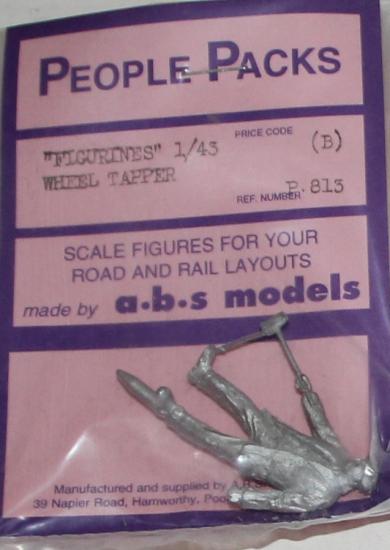 PEOPLE PACKS
"FIGURINES" 1/43
WHEEL TAPPER
PRICE CODE (B)
REF. NUMBER P.813
SCALE FIGURES FOR YOUR
ROAD AND RAIL LAYOUTS
made by a.b.s models
Manufactured and supplied by A.B.S
39 Napier Road, Hamworthy,